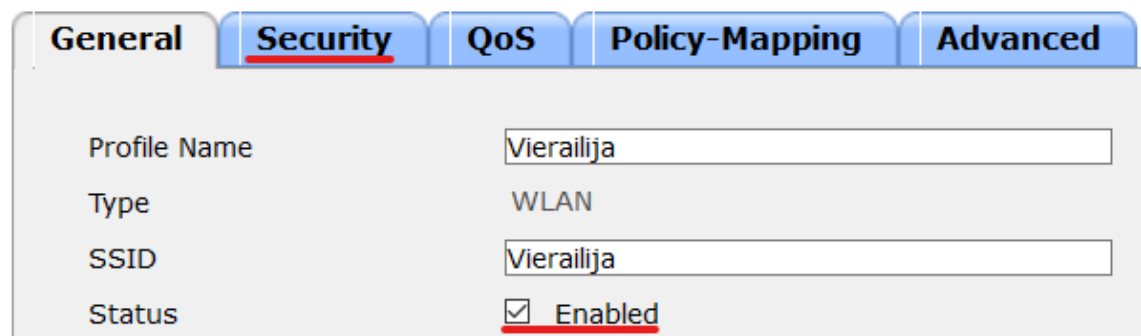 General Security QoS Policy-Mapping Advanced
Profile Name Vierailija
Type WLAN
SSID Vierailija
Status Enabled